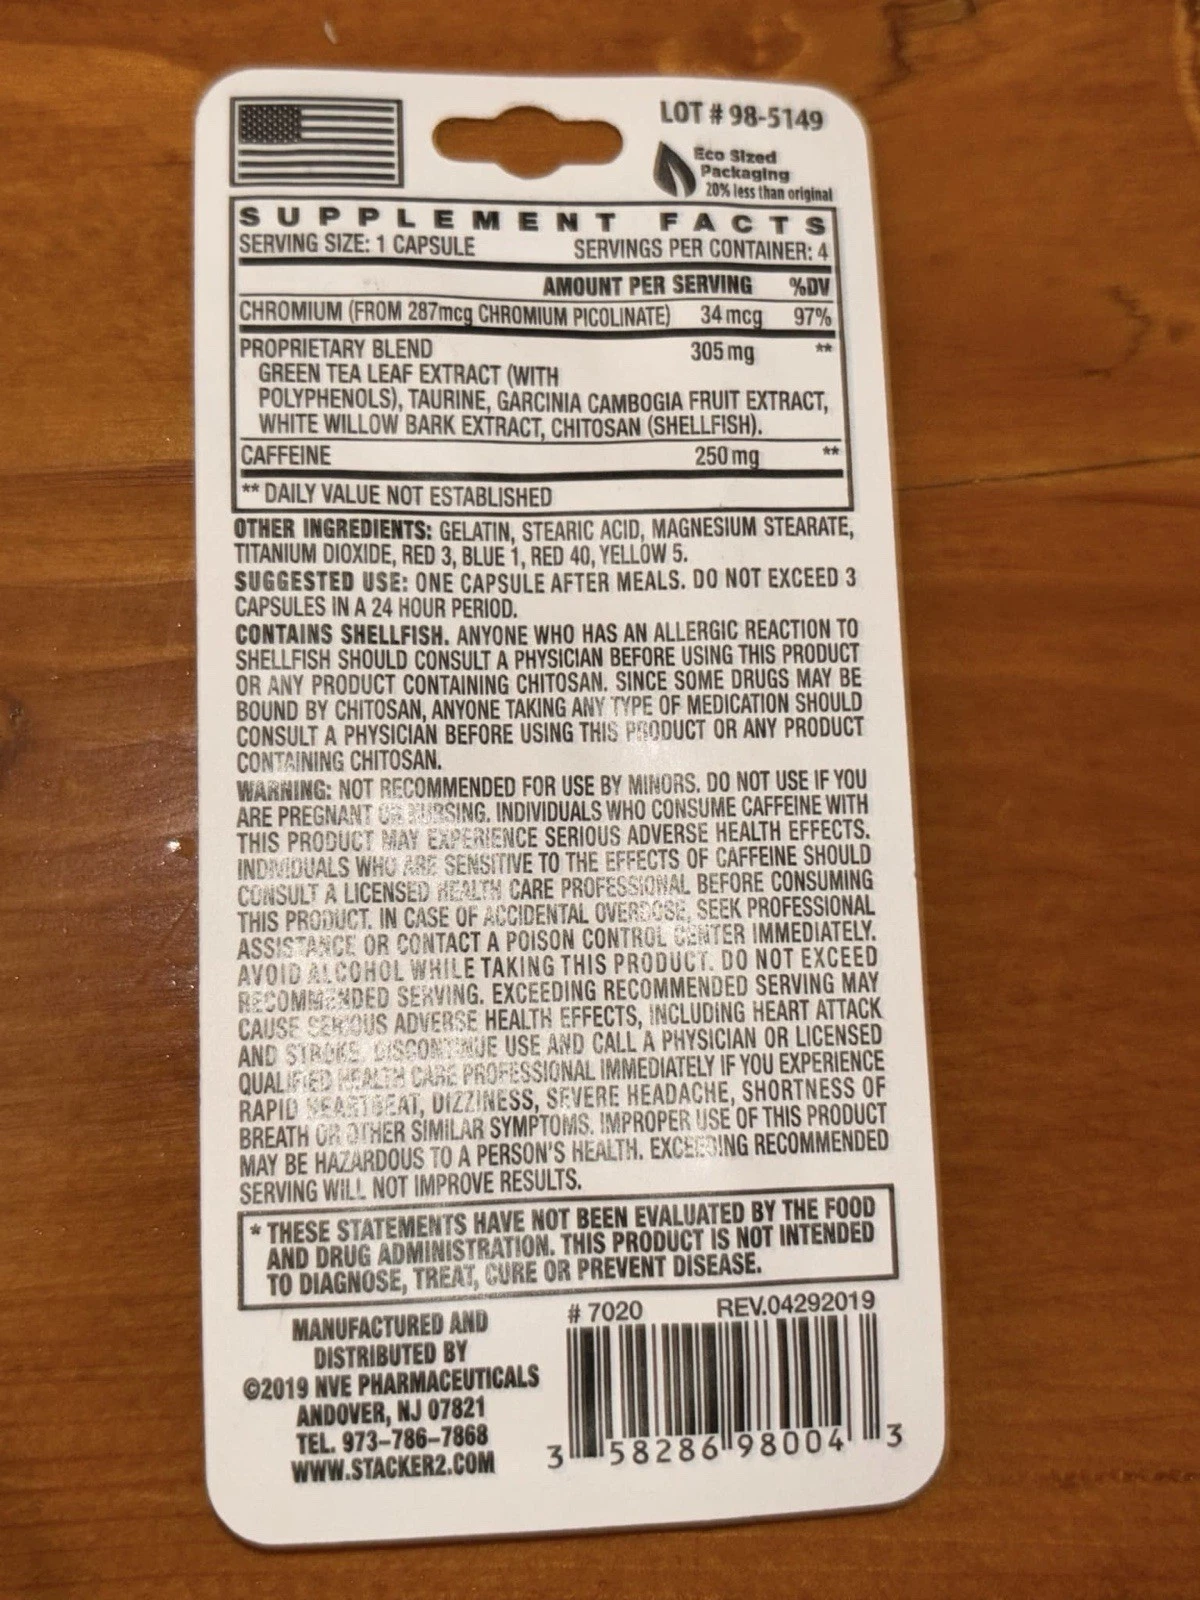 LOT # 98-5149
Eco Sized
Packaging
20% less than original
SUPPLEMENT FACTS
SERVING SIZE: 1 CAPSULE SERVINGS PER CONTAINER: 4
AMOUNT PER SERVING %DV
CHROMIUM (FROM 287mcg CHROMIUM PICOLINATE) 34 mcg 97%
PROPRIETARY BLEND 305 mg **
GREEN TEA LEAF EXTRACT (WITH
POLYPHENOLS), TAURINE, GARCINIA CAMBOGIA FRUIT EXTRACT,
WHITE WILLOW BARK EXTRACT, CHITOSAN (SHELLFISH).
CAFFEINE 250 mg **
** DAILY VALUE NOT ESTABLISHED
OTHER INGREDIENTS: GELATIN, STEARIC ACID, MAGNESIUM STEARATE,
TITANIUM DIOXIDE, RED 3, BLUE 1, RED 40, YELLOW 5.
SUGGESTED USE: ONE CAPSULE AFTER MEALS. DO NOT EXCEED 3
CAPSULES IN A 24 HOUR PERIOD.
CONTAINS SHELLFISH. ANYONE WHO HAS AN ALLERGIC REACTION TO
SHELLFISH SHOULD CONSULT A PHYSICIAN BEFORE USING THIS PRODUCT
OR ANY PRODUCT CONTAINING CHITOSAN. SINCE SOME DRUGS MAY BE
BOUND BY CHITOSAN, ANYONE TAKING ANY TYPE OF MEDICATION SHOULD
CONSULT A PHYSICIAN BEFORE USING THIS PRODUCT OR ANY PRODUCT
CONTAINING CHITOSAN.
WARNING: NOT RECOMMENDED FOR USE BY MINORS. DO NOT USE IF YOU
ARE PREGNANT OR NURSING. INDIVIDUALS WHO CONSUME CAFFEINE WITH
THIS PRODUCT MAY EXPERIENCE SERIOUS ADVERSE HEALTH EFFECTS.
INDIVIDUALS WHO ARE SENSITIVE TO THE EFFECTS OF CAFFEINE SHOULD
CONSULT A LICENSED HEALTH CARE PROFESSIONAL BEFORE CONSUMING
THIS PRODUCT. IN CASE OF ACCIDENTAL OVERDOSE, SEEK PROFESSIONAL
ASSISTANCE OR CONTACT A POISON CONTROL CENTER IMMEDIATELY.
AVOID ALCOHOL WHILE TAKING THIS PRODUCT. DO NOT EXCEED
RECOMMENDED SERVING. EXCEEDING RECOMMENDED SERVING MAY
CAUSE SERIOUS ADVERSE HEALTH EFFECTS, INCLUDING HEART ATTACK
AND STROKE. DISCONTINUE USE AND CALL A PHYSICIAN OR LICENSED
QUALIFIED HEALTH CARE PROFESSIONAL IMMEDIATELY IF YOU EXPERIENCE
RAPID HEARTBEAT, DIZZINESS, SEVERE HEADACHE, SHORTNESS OF
BREATH OR OTHER SIMILAR SYMPTOMS. IMPROPER USE OF THIS PRODUCT
MAY BE HAZARDOUS TO A PERSON'S HEALTH. EXCEEDING RECOMMENDED
SERVING WILL NOT IMPROVE RESULTS.
* THESE STATEMENTS HAVE NOT BEEN EVALUATED BY THE FOOD
AND DRUG ADMINISTRATION. THIS PRODUCT IS NOT INTENDED
TO DIAGNOSE, TREAT, CURE OR PREVENT DISEASE.
MANUFACTURED AND
DISTRIBUTED BY
©2019 NVE PHARMACEUTICALS
ANDOVER, NJ 07821
TEL. 973-786-7868
WWW.STACKER2.COM
# 7020 REV.04292019
3 58286 98004 3